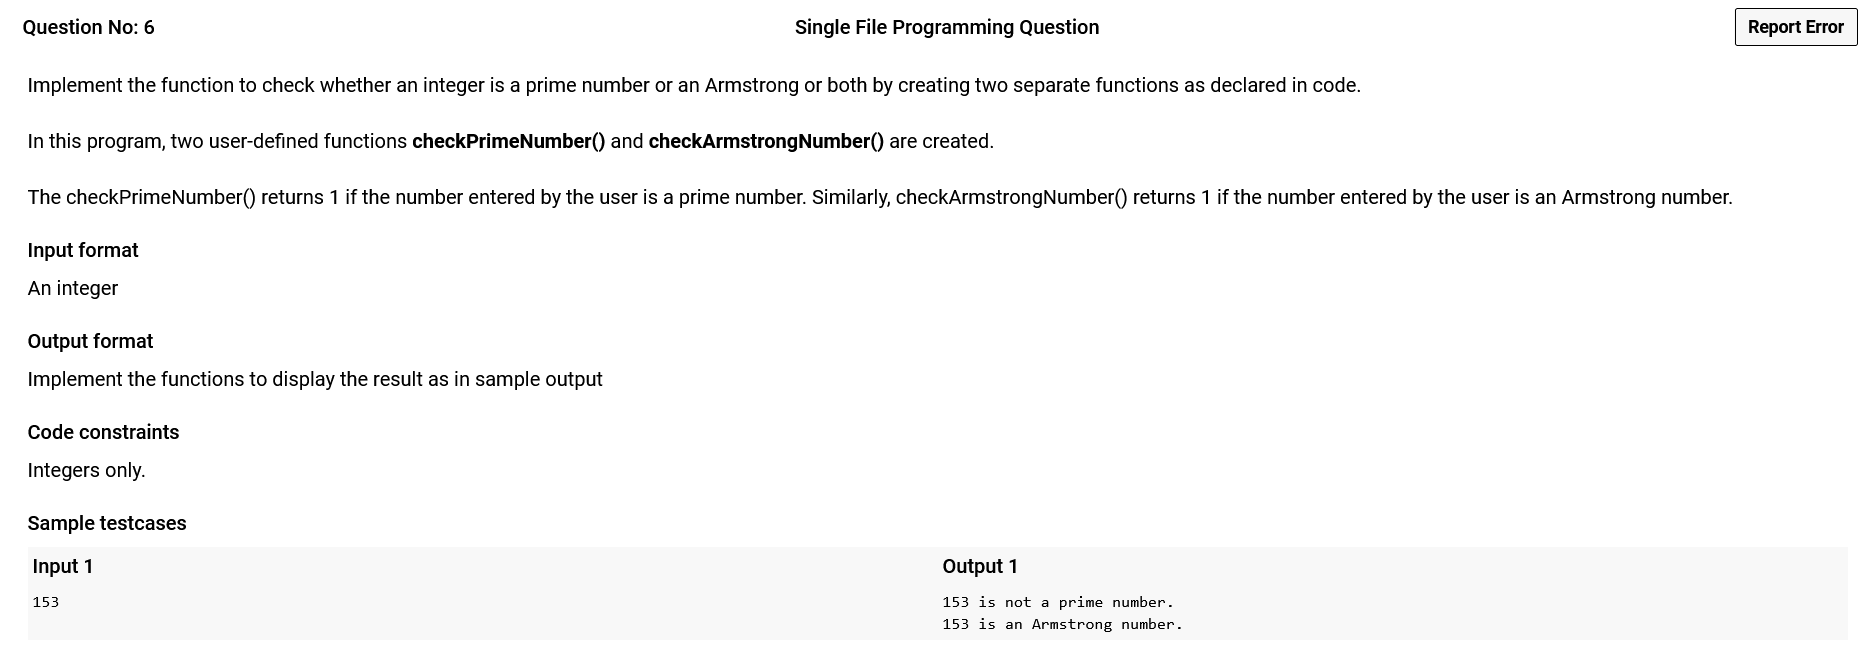 Question No: 6
Single File Programming Question
Report Error
Implement the function to check whether an integer is a prime number or an Armstrong or both by creating two separate functions as declared in code.
In this program, two user-defined functions checkPrimeNumber() and checkArmstrongNumber() are created.
The checkPrimeNumber() returns 1 if the number entered by the user is a prime number. Similarly, checkArmstrongNumber() returns 1 if the number entered by the user is an Armstrong number.
Input format
An integer
Output format
Implement the functions to display the result as in sample output
Code constraints
Integers only.
Sample testcases
Input 1
153
Output 1
153 is not a prime number.
153 is an Armstrong number.